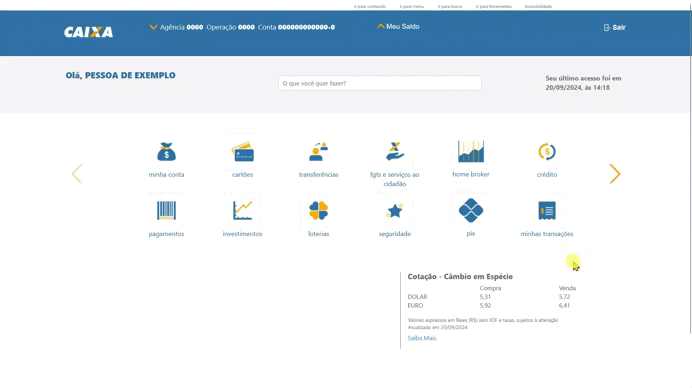 Ir para conteúdo Ir para menu Ir para busca Ir para ferramentas Acessibilidade
CAIXA
Agência 0000 Operação 0000 Conta 000000000000-0
Meu Saldo
Sair
Olá, PESSOA DE EXEMPLO
O que você quer fazer?
Seu último acesso foi em
20/09/2024, às 14:18
minha conta
cartões
transferências
fgts e serviços ao
cidadão
home broker
crédito
pagamentos
investimentos
loterias
seguridade
pix
minhas transações
Cotação - Câmbio em Espécie
Compra Venda
DOLAR 5,31 5,72
EURO 5,92 6,41
Valores expressos em Reais (R$) sem IOF e taxas, sujeitos à alteração
Atualizado em 20/09/2024
Saiba Mais